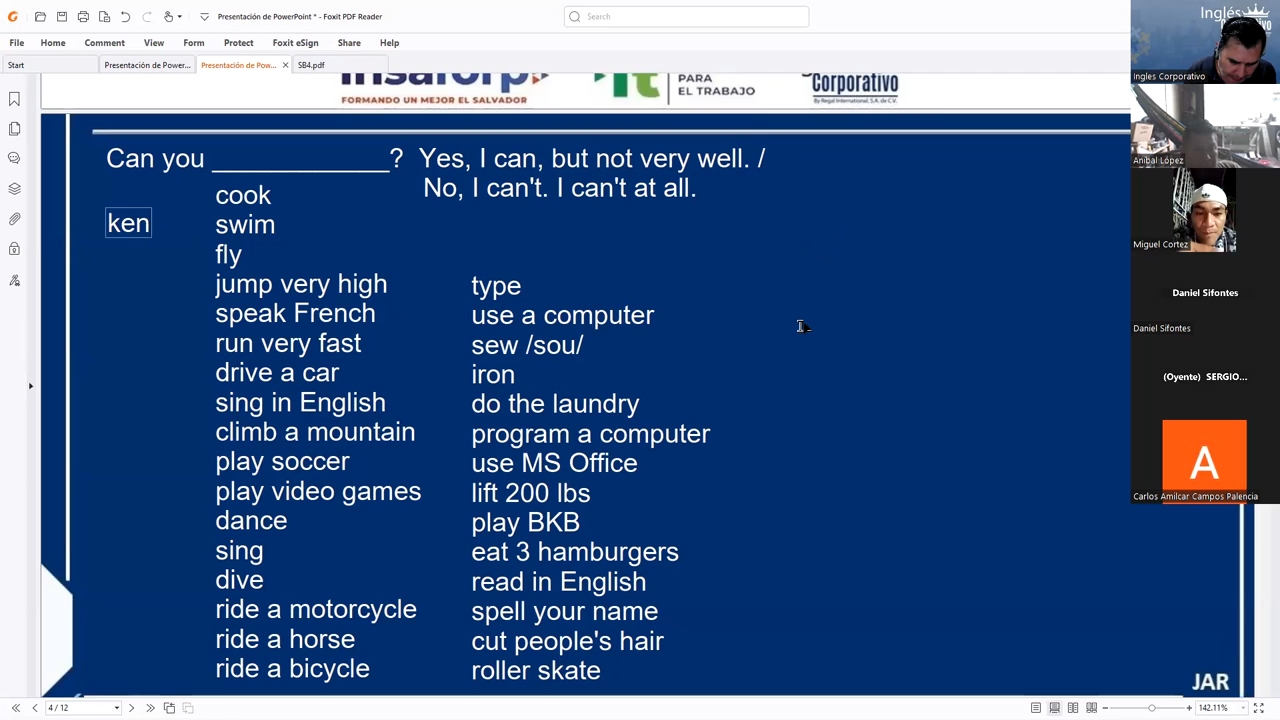 Presentación de PowerPoint * - Foxit PDF Reader
Search
File Home Comment View Form Protect Foxit eSign Share Help
Start
Presentación de Power...
Presentación de Pow...
SB4.pdf
FORMANDO UN MEJOR EL SALVADOR
PARA
EL TRABAJO
Corporativo
By Regal International, S.A. de C.V.
Can you ____________? Yes, I can, but not very well. /
No, I can't. I can't at all.
ken
cook
swim
fly
jump very high
speak French
run very fast
drive a car
sing in English
climb a mountain
play soccer
play video games
dance
sing
dive
ride a motorcycle
ride a horse
ride a bicycle
type
use a computer
sew /sou/
iron
do the laundry
program a computer
use MS Office
lift 200 lbs
play BKB
eat 3 hamburgers
read in English
spell your name
cut people's hair
roller skate
JAR
4 / 12
142.11%
Inglés
Ingles Corporativo
Anibal López
Miguel Cortez
Daniel Sifontes
Daniel Sifontes
(Oyente) SERGIO...
A
Carlos Amilcar Campos Palencia